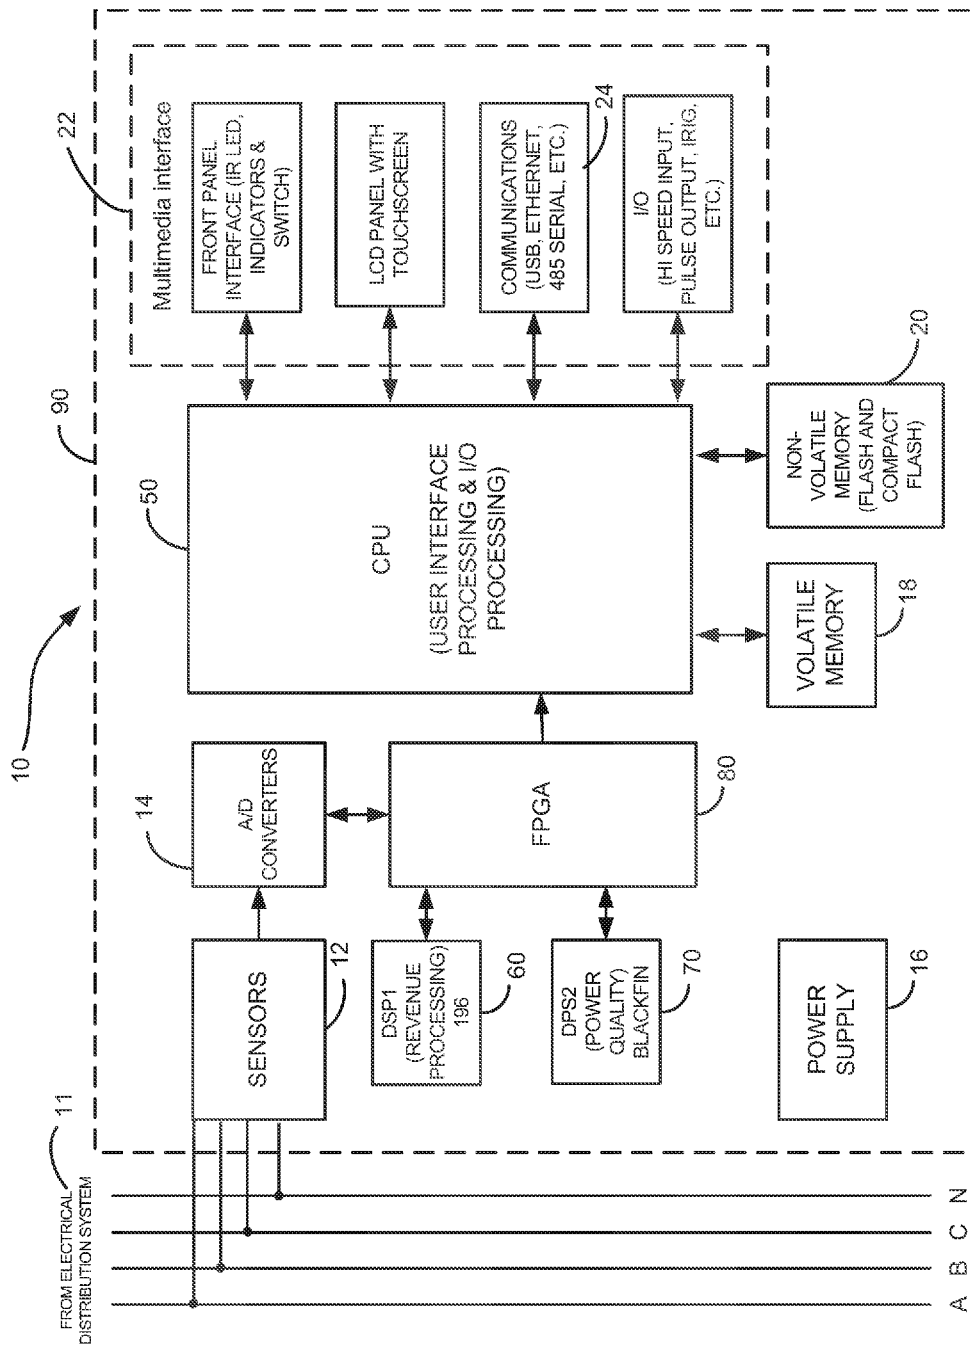 10
90
22
Multimedia interface
FROM ELECTRICAL
DISTRIBUTION SYSTEM
11
SENSORS
12
A/D
CONVERTERS
14
CPU
(USER INTERFACE
PROCESSING & I/O
PROCESSING)
50
FRONT PANEL
INTERFACE (IR LED,
INDICATORS &
SWITCH)
LCD PANEL WITH
TOUCHSCREEN
COMMUNICATIONS
(USB, ETHERNET,
485 SERIAL, ETC.)
24
I/O
(HI SPEED INPUT,
PULSE OUTPUT, IRIG,
ETC.)
DSP1
(REVENUE
PROCESSING)
196
60
FPGA
80
DPS2
(POWER
QUALITY)
BLACKFIN
70
POWER
SUPPLY
16
VOLATILE
MEMORY
18
NON-
VOLATILE
MEMORY
(FLASH AND
COMPACT
FLASH)
20
A
B
C
N